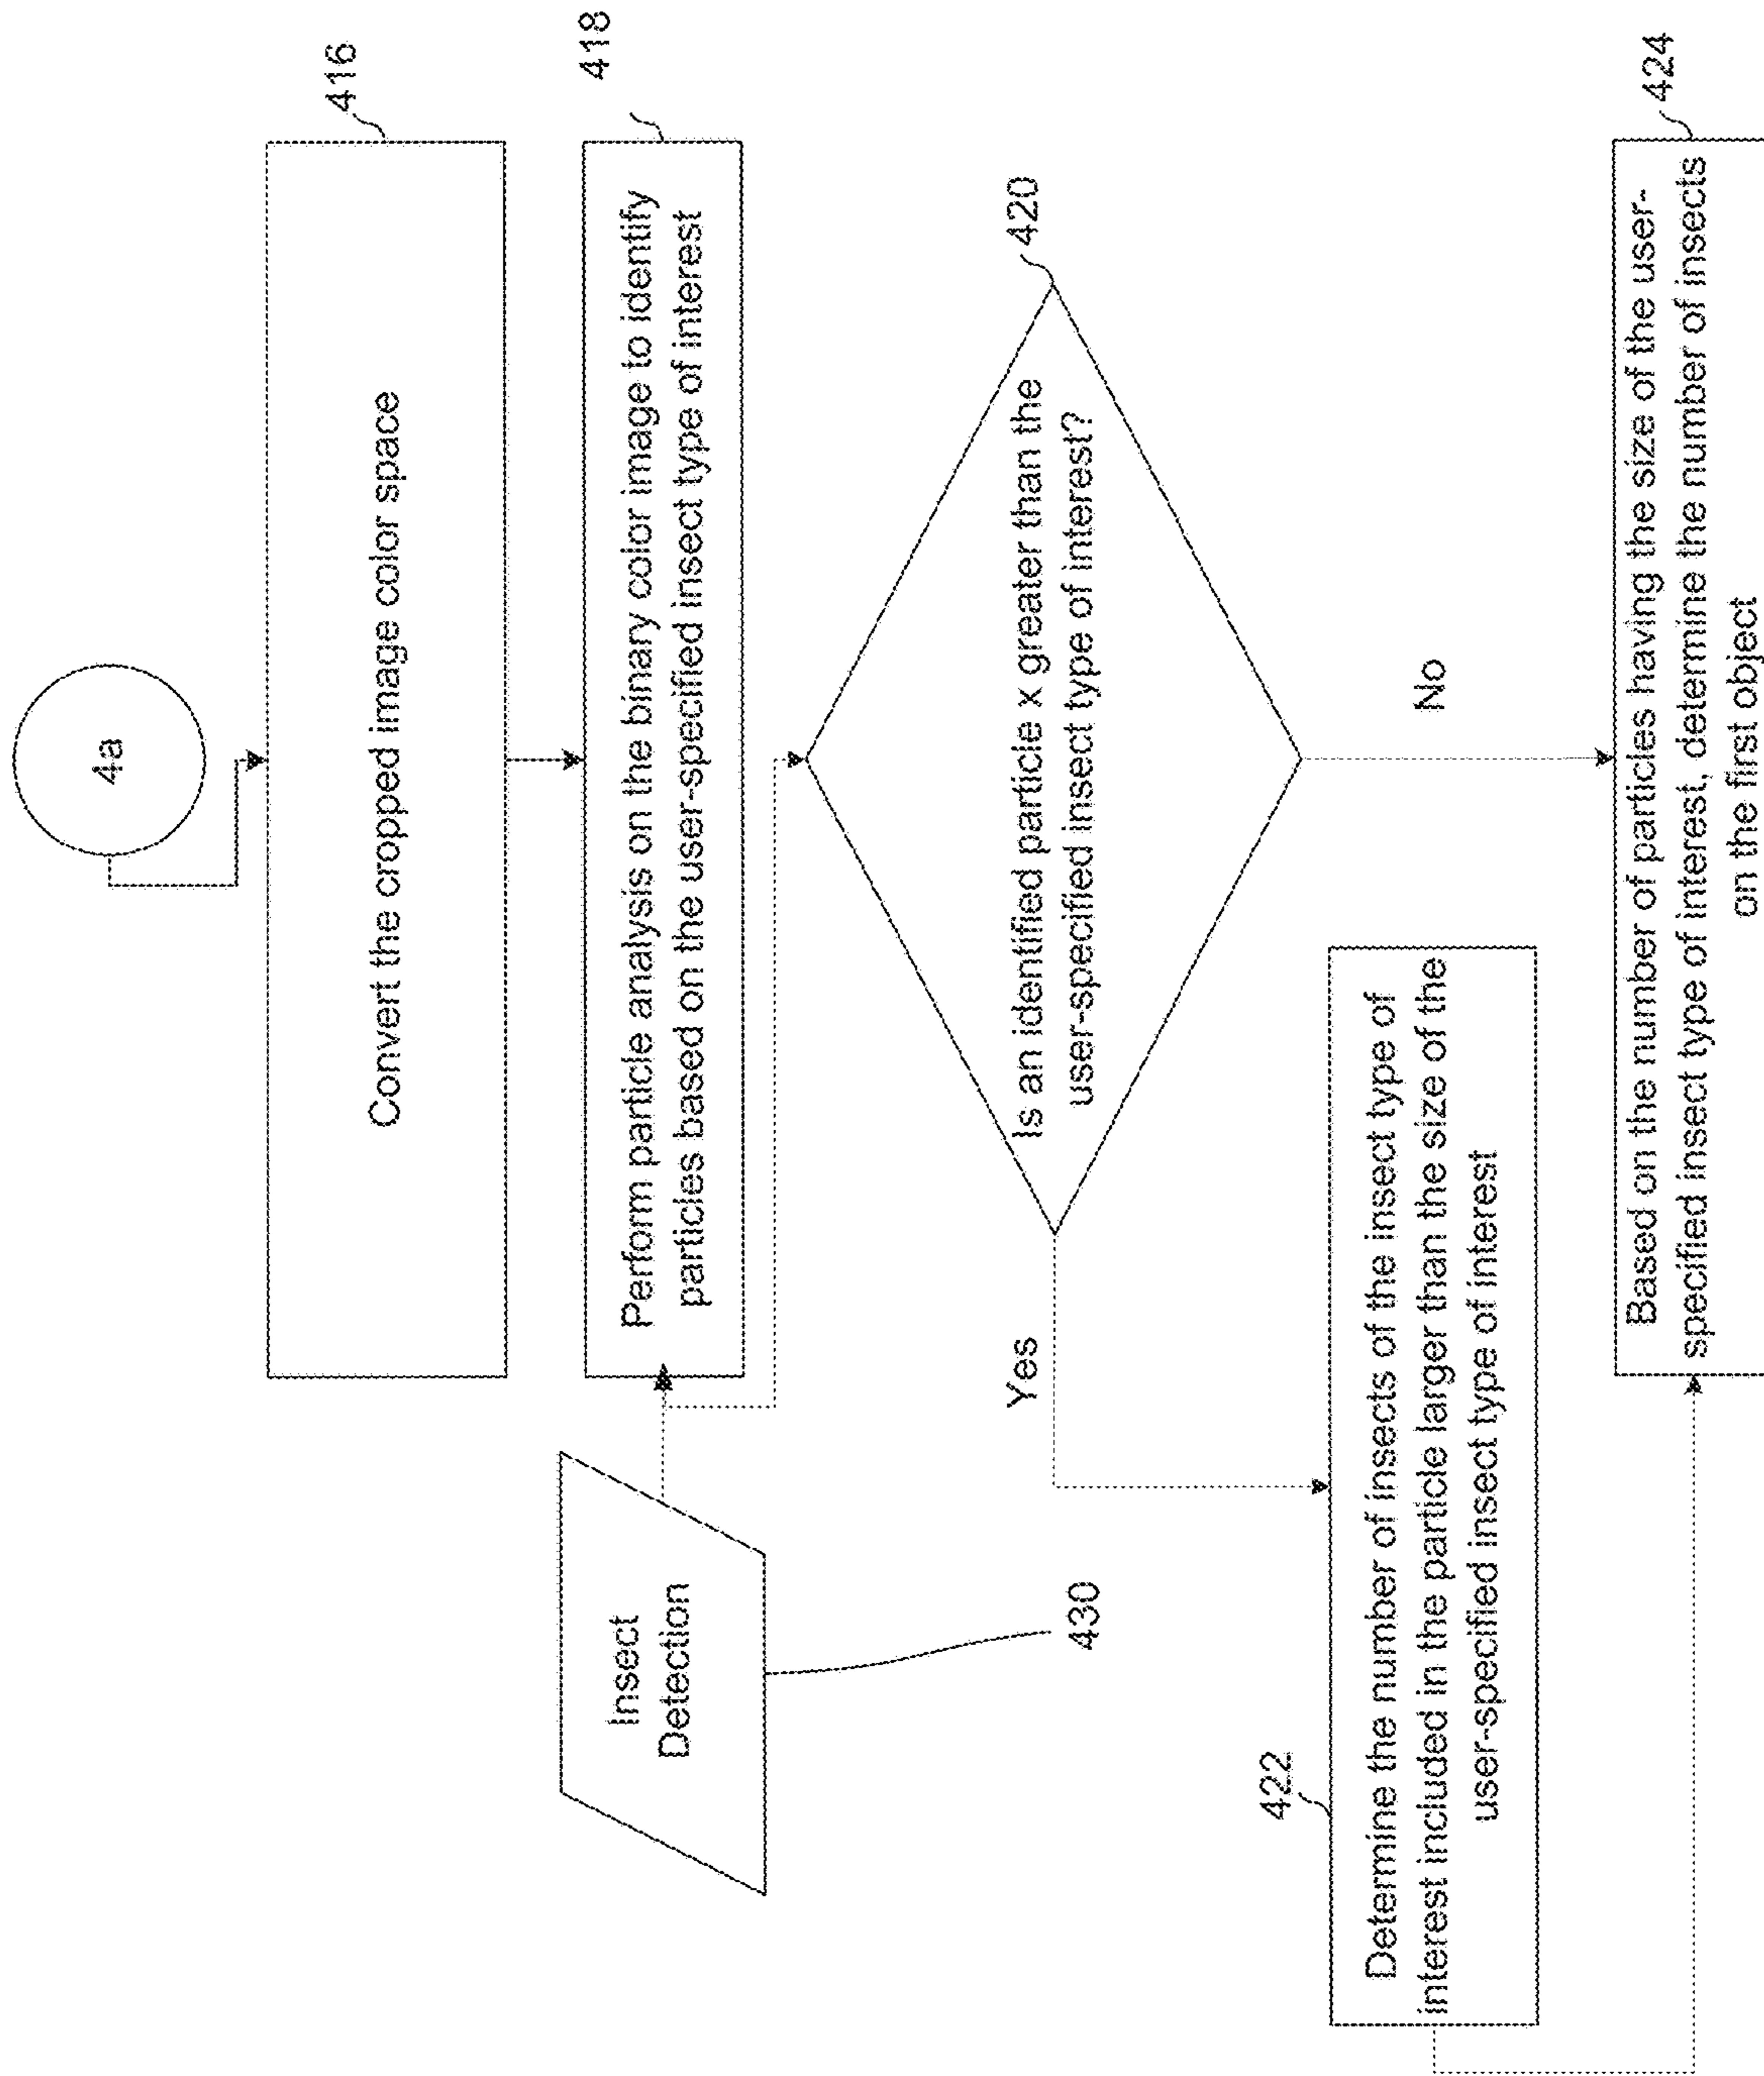 4a
416
Convert the cropped image color space
418
Perform particle analysis on the binary color image to identify
particles based on the user-specified insect type of interest
Insect
Detection
430
420
Is an identified particle x greater than the
user-specified insect type of interest?
Yes
No
422
Determine the number of insects of the insect type of
interest included in the particle larger than the size of the
user-specified insect type of interest
424
Based on the number of particles having the size of the user-
specified insect type of interest, determine the number of insects
on the first object